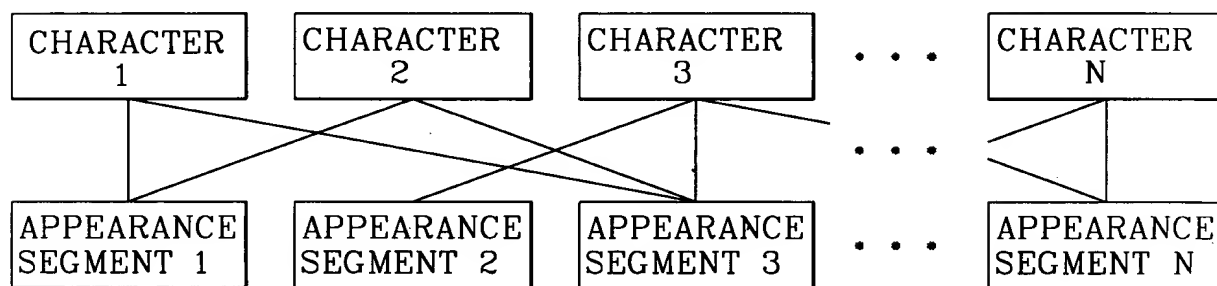 CHARACTER
1
CHARACTER
2
CHARACTER
3
• • •
CHARACTER
N
• • •
APPEARANCE
SEGMENT 1
APPEARANCE
SEGMENT 2
APPEARANCE
SEGMENT 3
• • •
APPEARANCE
SEGMENT N